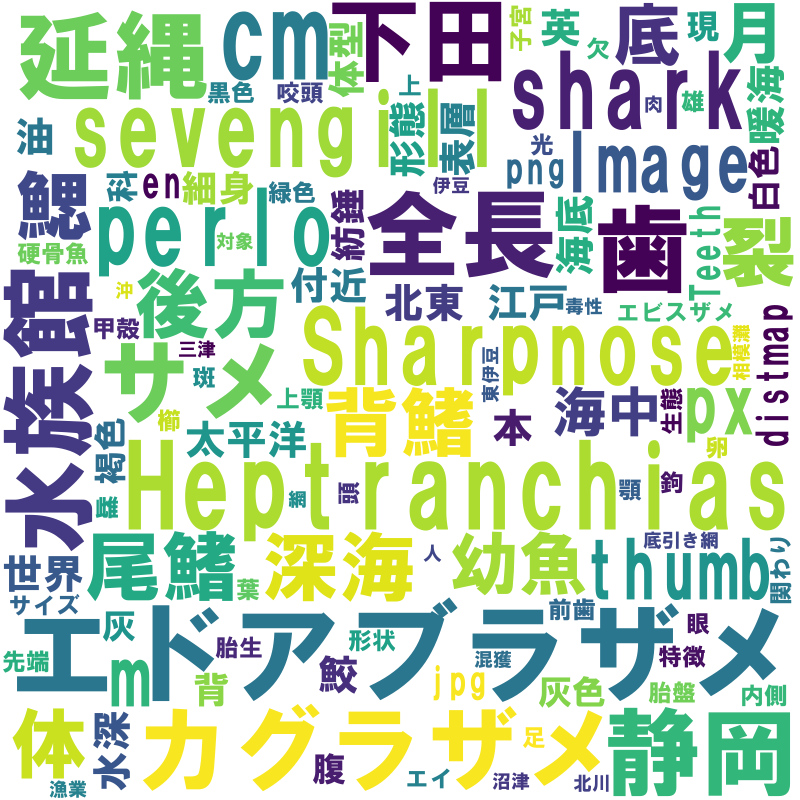 延縄
cm
下田
体型
子宮
英
欠
底
現
月
黒色
咬頭
上
shark
肉
雄
暖海
油
sevengill
形態
表層
光
png
Image
白色
鰓
科
en
細身
緑色
伊豆
硬骨魚
perlo
対象
紡錘
全長
海底
歯
Teeth
裂
水族館
沖
後方
付近
北東
江戸
毒性
エビスザメ
甲殻
三津
サメ
斑
Sharpnose
相模灘
distmap
上顎
東伊豆
櫛
背鰭
本
海中
生態
px
褐色
太平洋
卵
Heptranchias
網
頭
顎
鉤
底引き網
世界
尾鰭
深海
人
幼魚
thumb
関わり
サイズ
葉
前歯
エドアブラザメ
灰
胎生
形状
眼
先端
m
鮫
混獲
特徴
背
jpg
灰色
胎盤
内側
体
水深
カグラザメ
足
静岡
腹
漁業
エイ
沼津
北川